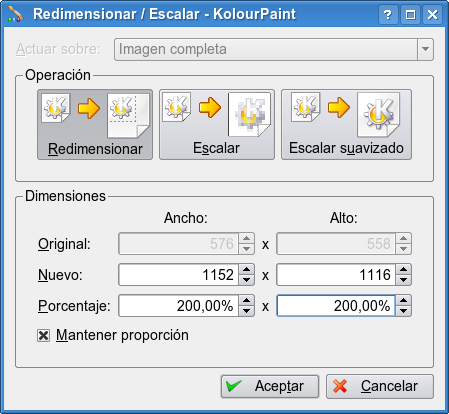 Redimensionar / Escalar - KolourPaint
Actuar sobre: Imagen completa
Operación
Redimensionar Escalar Escalar suavizado
Dimensiones
Ancho: Alto:
Original: 576 x 558
Nuevo: 1152 x 1116
Porcentaje: 200,00% x 200,00%
Mantener proporción
Aceptar Cancelar